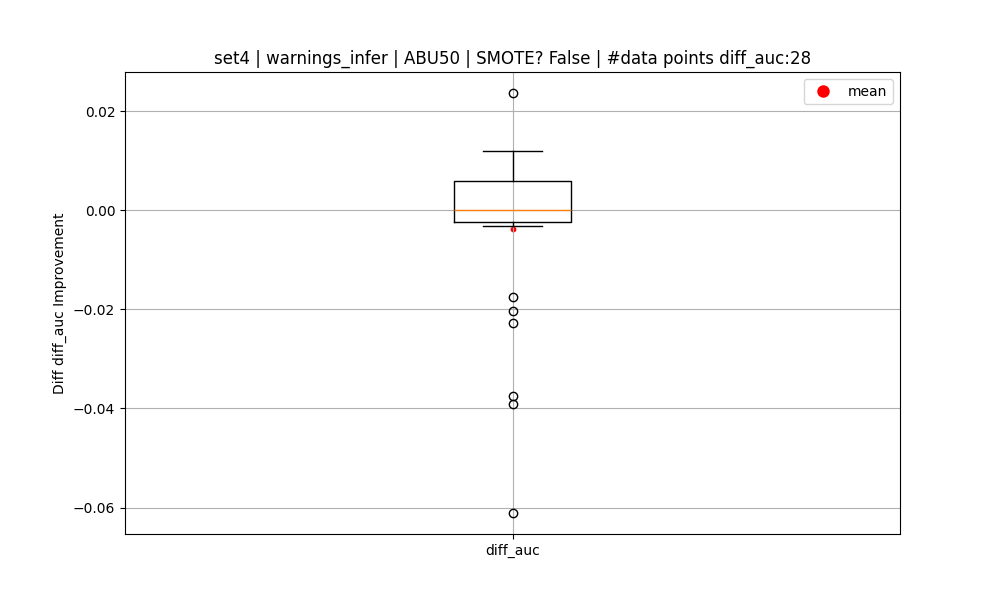 set4 | warnings_infer | ABU50 | SMOTE? False | #data points diff_auc:28
mean
Diff diff_auc Improvement
0.02
0.00
−0.02
−0.04
−0.06
diff_auc